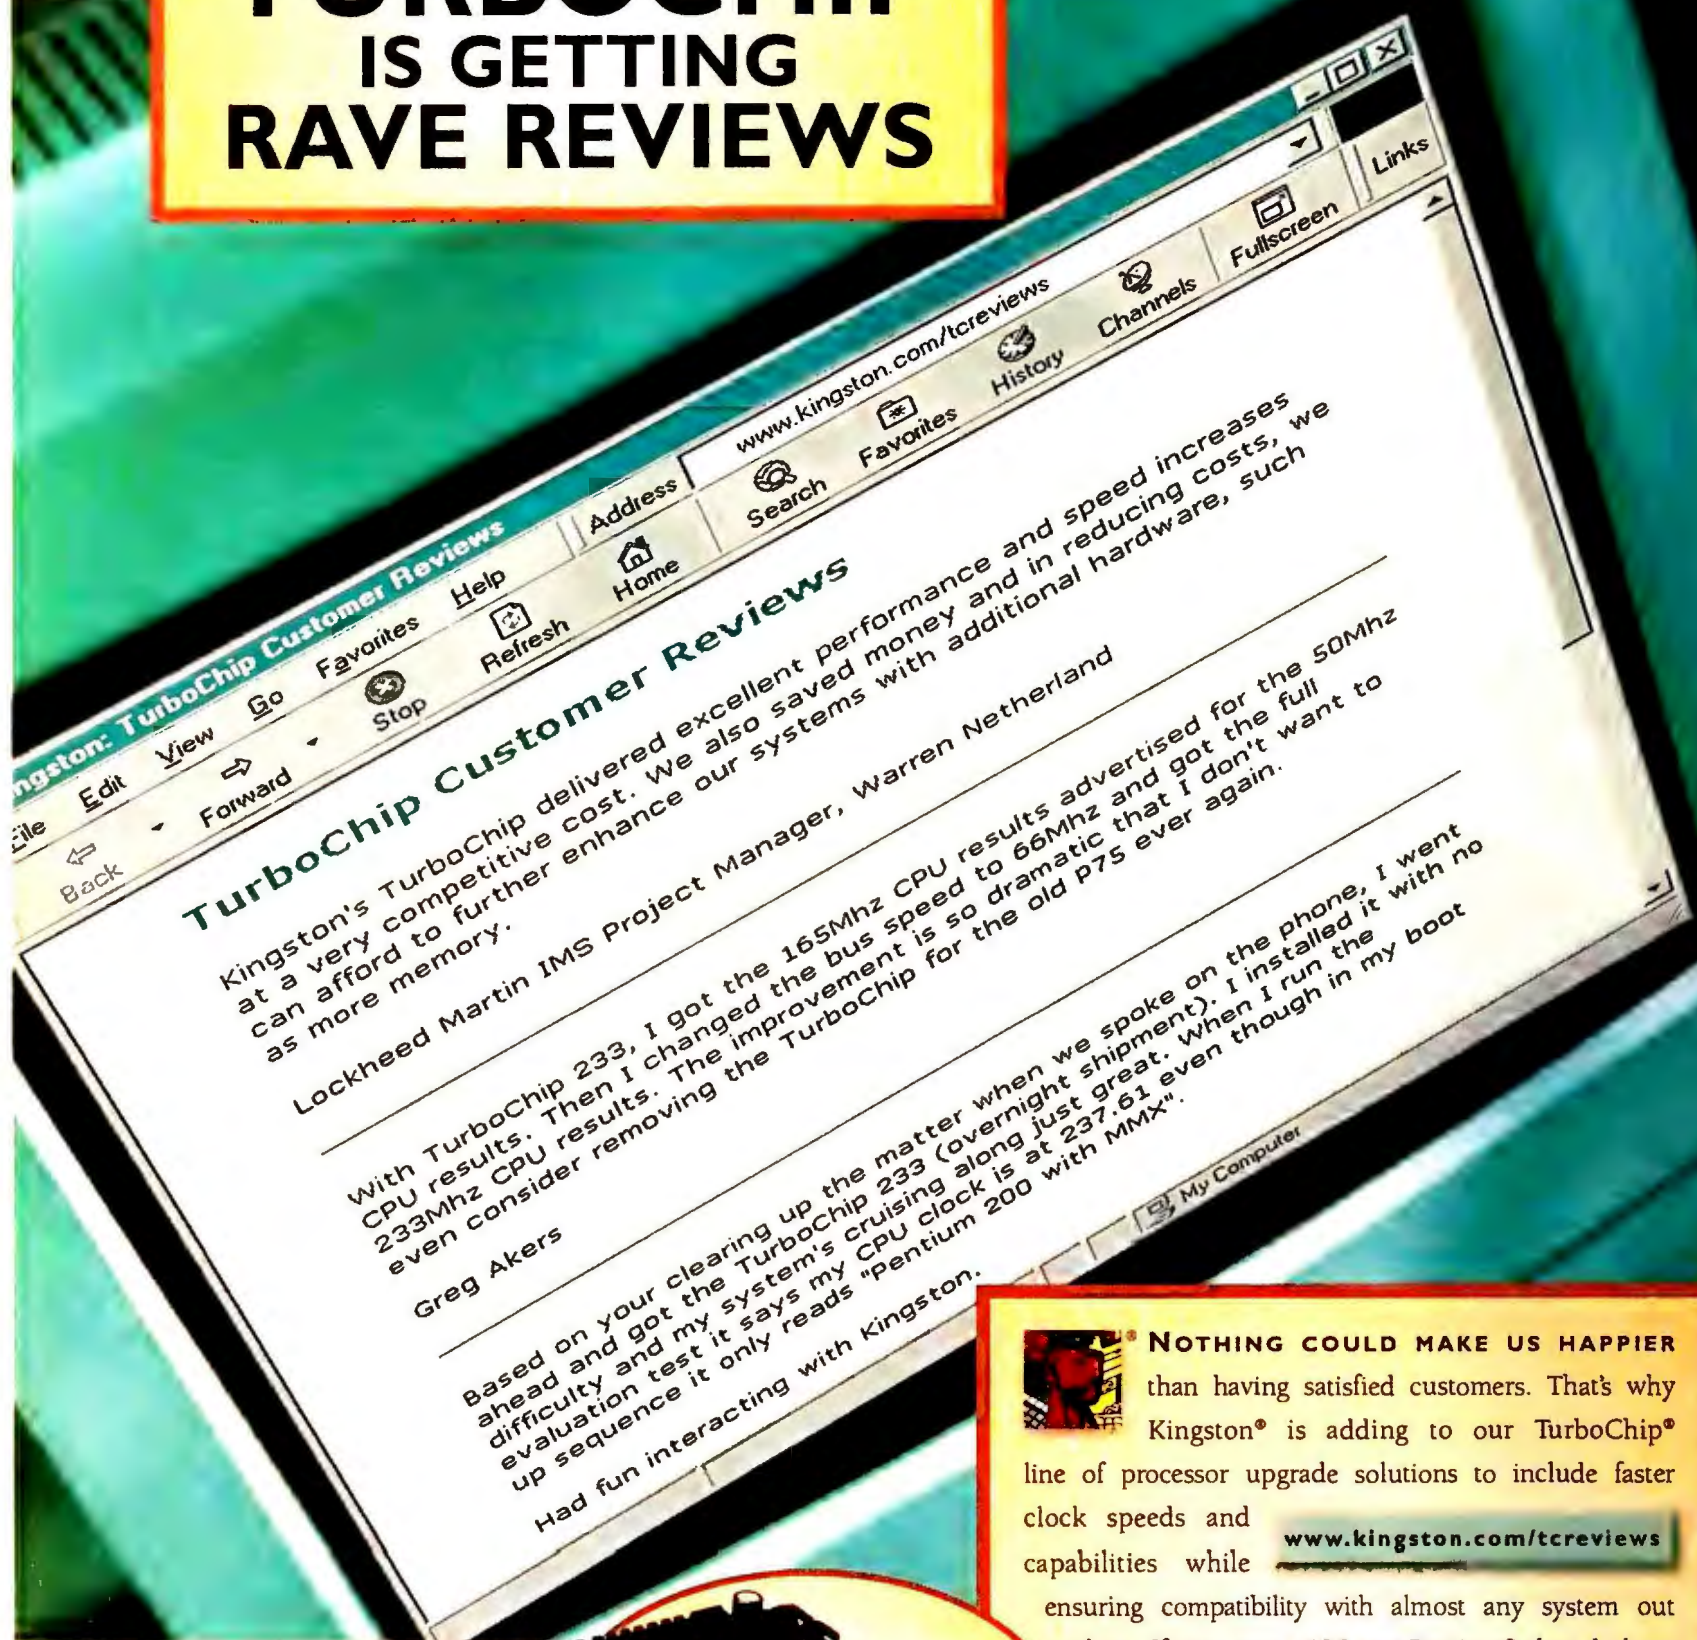 TURBOCHIP
IS GETTING
RAVE REVIEWS
ngston: TurboChip Customer Reviews
File Edit View Go Favorites Help
Address www.kingston.com/tcreviews
Links
Back Forward Stop Refresh Home Search Favorites History Channels Fullscreen
TurboChip Customer Reviews
Kingston's TurboChip delivered excellent performance and speed increases
at a very competitive cost. We also saved money and in reducing costs, we
can afford to further enhance our systems with additional hardware, such
as more memory.
Lockheed Martin IMS Project Manager, Warren Netherland
With TurboChip 233, I got the 165Mhz CPU results advertised for the 50Mhz
CPU results. Then I changed the bus speed to 66Mhz and got the full
233Mhz CPU results. The improvement is so dramatic that I don't want to
even consider removing the TurboChip for the old P75 ever again.
Greg Akers
Based on your clearing up the matter when we spoke on the phone, I went
ahead and got the TurboChip 233 (overnight shipment). I installed it with no
difficulty and my system's cruising along just great. When I run the
evaluation test it says my CPU clock is at 237.61 even though in my boot
up sequence it only reads "Pentium 200 with MMX".
Had fun interacting with Kingston.
My Computer
NOTHING COULD MAKE US HAPPIER
than having satisfied customers. That's why
Kingston® is adding to our TurboChip®
line of processor upgrade solutions to include faster
clock speeds and
capabilities while
www.kingston.com/tcreviews
ensuring compatibility with almost any system out